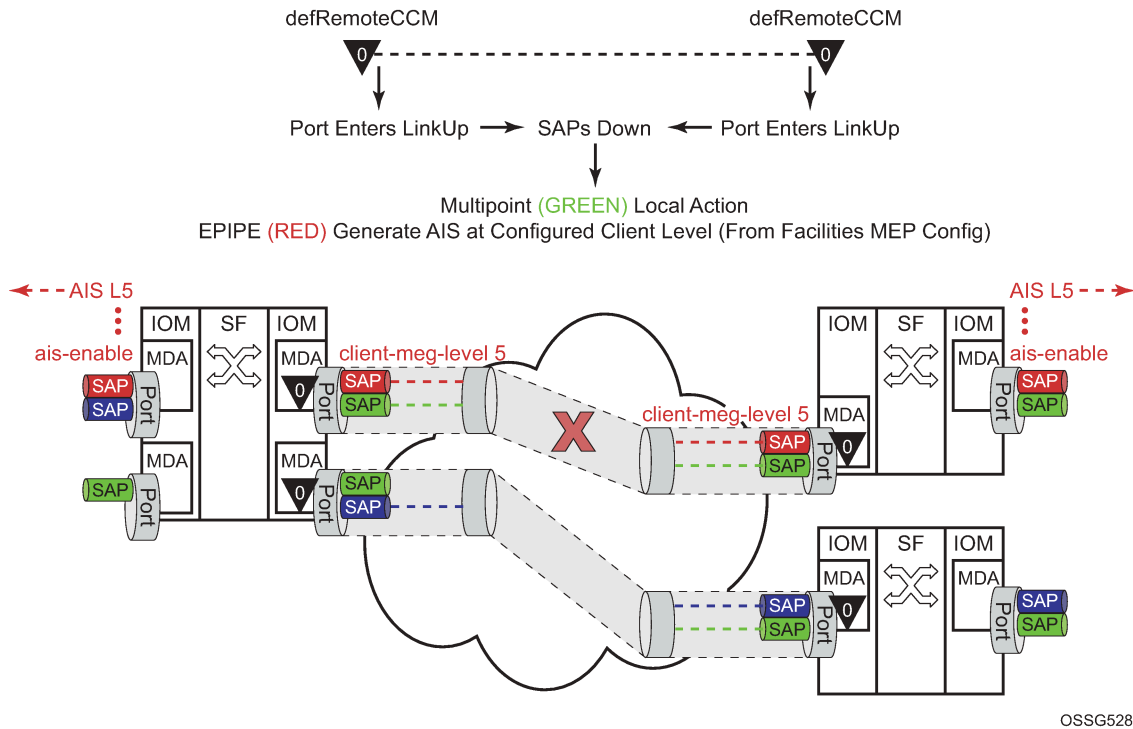 defRemoteCCM defRemoteCCM
0 0
Port Enters LinkUp SAPs Down Port Enters LinkUp
Multipoint (GREEN) Local Action
EPIPE (RED) Generate AIS at Configured Client Level (From Facilities MEP Config)
AIS L5
ais-enable
IOM SF IOM
MDA
SAP
SAP
Port
MDA
0
Port
client-meg-level 5
SAP
SAP
MDA
SAP
Port
MDA
0
Port
SAP
SAP
X
client-meg-level 5
SAP
SAP
Port
IOM SF IOM
MDA
0
MDA
Port
AIS L5
ais-enable
SAP
SAP
SAP
SAP
Port
IOM SF IOM
MDA
0
MDA
Port
SAP
SAP
OSSG528